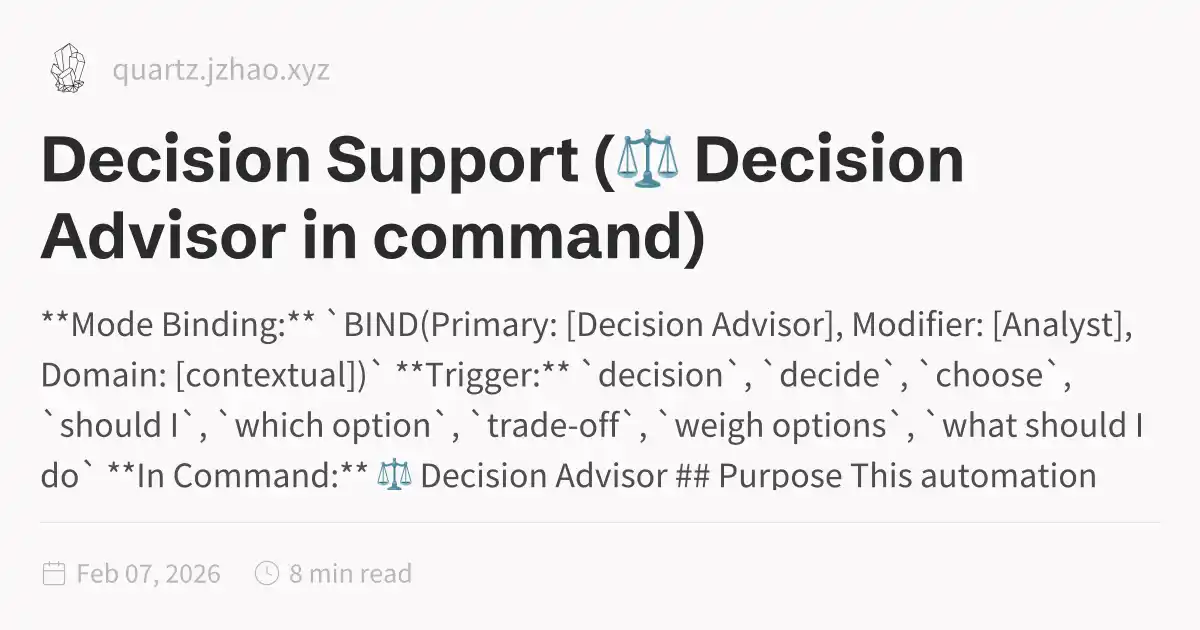 quartz.jzhao.xyz
Decision Support (⚖️ Decision
Advisor in command)
**Mode Binding:** `BIND(Primary: [Decision Advisor], Modifier: [Analyst],
Domain: [contextual])` **Trigger:** `decision`, `decide`, `choose`,
`should I`, `which option`, `trade-off`, `weigh options`, `what should I
do` **In Command:** ⚖️ Decision Advisor ## Purpose This automation
Feb 07, 2026 8 min read